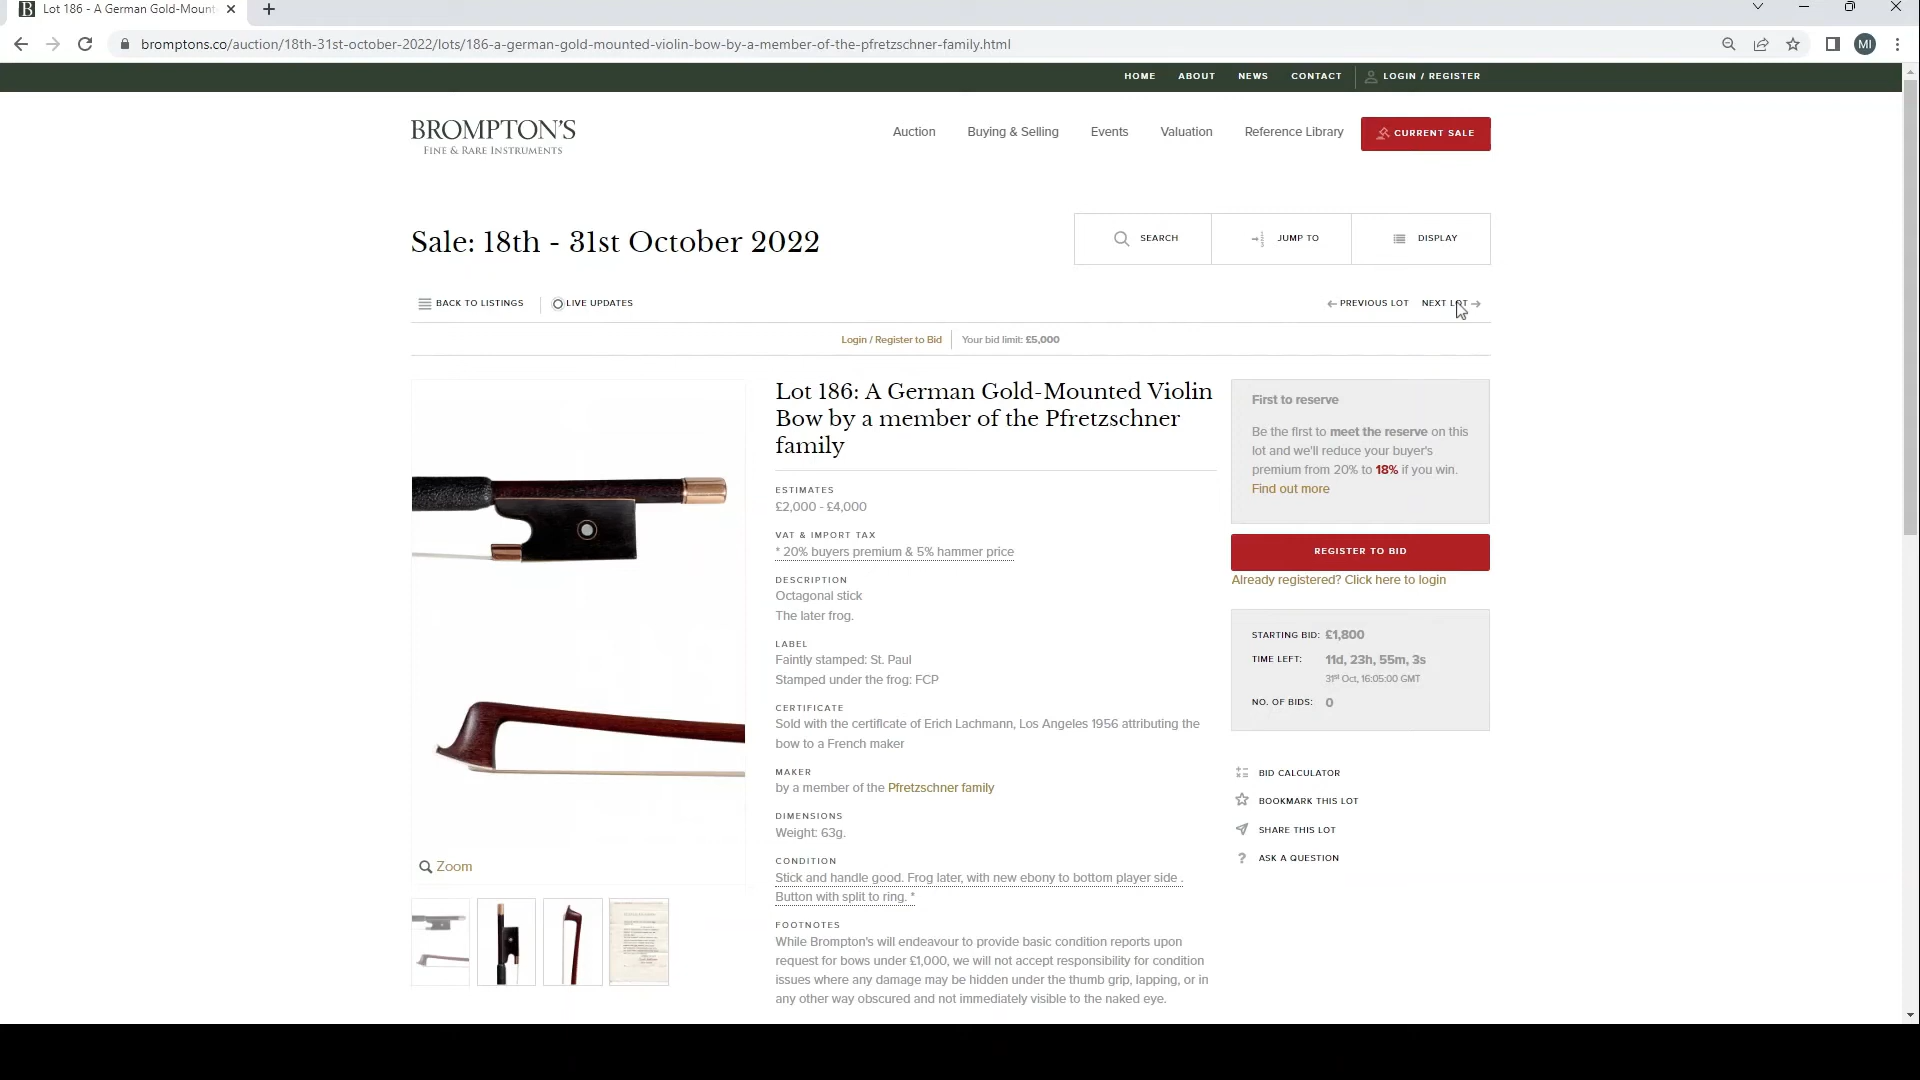 B Lot 186 - A German Gold-Mount
bromptons.co/auction/18th-31st-october-2022/lots/186-a-german-gold-mounted-violin-bow-by-a-member-of-the-pfretzschner-family.html
MI
HOME ABOUT NEWS CONTACT LOGIN / REGISTER
BROMPTON'S
FINE & RARE INSTRUMENTS
Auction Buying & Selling Events Valuation Reference Library CURRENT SALE
Sale: 18th - 31st October 2022
SEARCH JUMP TO DISPLAY
BACK TO LISTINGS LIVE UPDATES
PREVIOUS LOT NEXT LOT
Login / Register to Bid Your bid limit: £5,000
Lot 186: A German Gold-Mounted Violin
Bow by a member of the Pfretzschner
family
ESTIMATES
£2,000 - £4,000
VAT & IMPORT TAX
* 20% buyers premium & 5% hammer price
DESCRIPTION
Octagonal stick
The later frog.
LABEL
Faintly stamped: St. Paul
Stamped under the frog: FCP
CERTIFICATE
Sold with the certificate of Erich Lachmann, Los Angeles 1956 attributing the
bow to a French maker
MAKER
by a member of the Pfretzschner family
DIMENSIONS
Weight: 63g.
CONDITION
Stick and handle good. Frog later, with new ebony to bottom player side .
Button with split to ring. *
FOOTNOTES
While Brompton's will endeavour to provide basic condition reports upon
request for bows under £1,000, we will not accept responsibility for condition
issues where any damage may be hidden under the thumb grip, lapping, or in
any other way obscured and not immediately visible to the naked eye.
First to reserve
Be the first to meet the reserve on this
lot and we'll reduce your buyer's
premium from 20% to 18% if you win.
Find out more
REGISTER TO BID
Already registered? Click here to login
STARTING BID: £1,800
TIME LEFT: 11d, 23h, 55m, 3s
31st Oct, 16:05:00 GMT
NO. OF BIDS: 0
BID CALCULATOR
BOOKMARK THIS LOT
SHARE THIS LOT
? ASK A QUESTION
Zoom